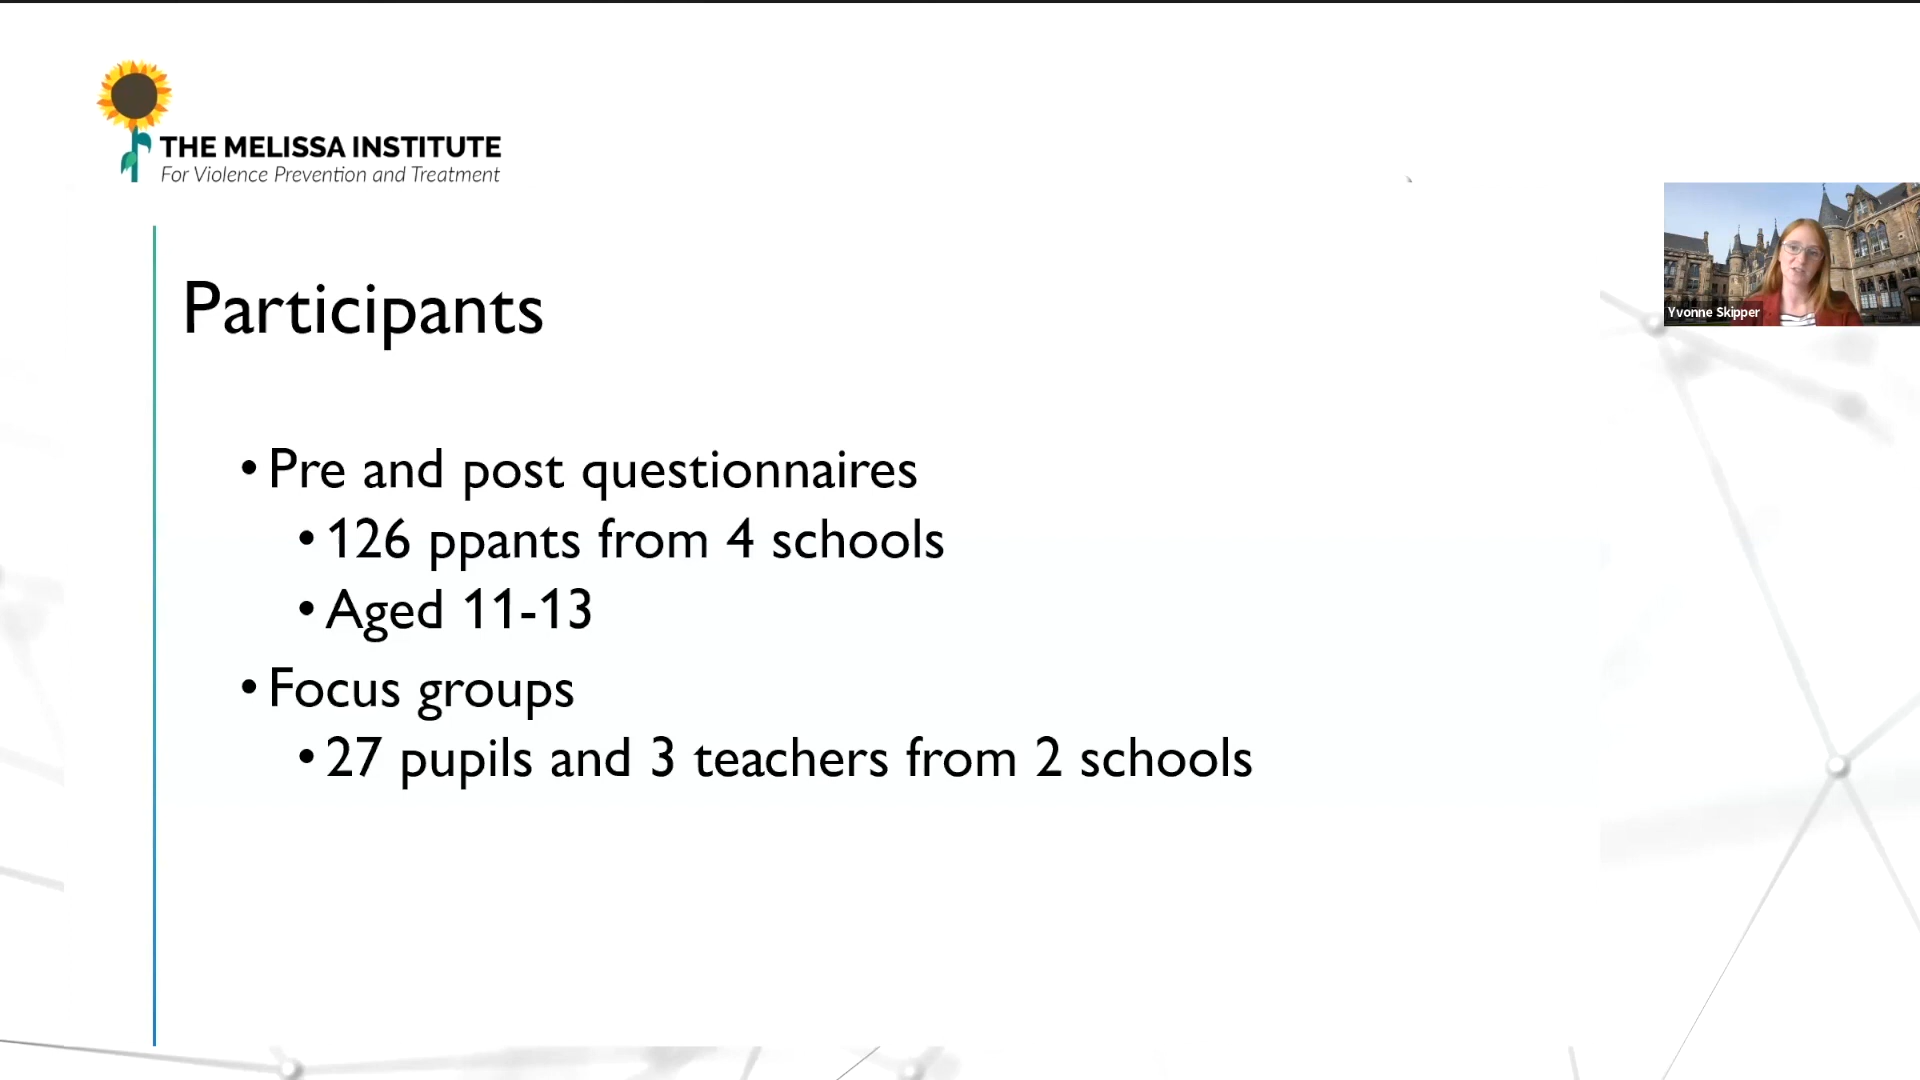 THE MELISSA INSTITUTE
For Violence Prevention and Treatment
Yvonne Skipper
Participants
• Pre and post questionnaires
• 126 ppants from 4 schools
• Aged 11-13
• Focus groups
• 27 pupils and 3 teachers from 2 schools